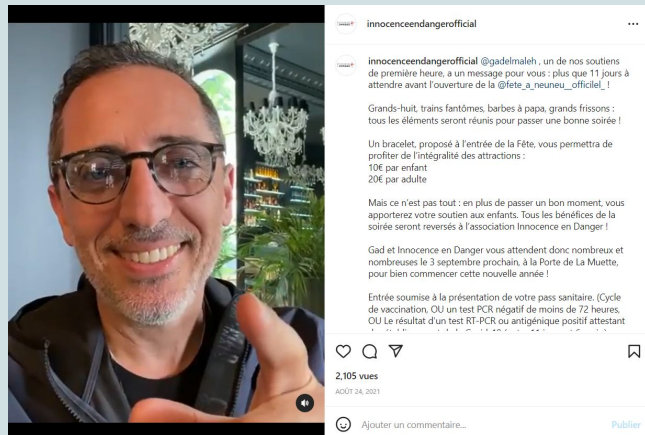 innocenceendangerofficial
innocenceendangerofficial @gadelmaleh , un de nos soutiens
de première heure, a un message pour vous : plus que 11 jours à
attendre avant l'ouverture de la @fete_a_neuneu__officilel_ !
Grands-huit, trains fantômes, barbes à papa, grands frissons :
tous les éléments seront réunis pour passer une bonne soirée !
Un bracelet, proposé à l'entrée de la Fête, vous permettra de
profiter de l'intégralité des attractions :
10€ par enfant
20€ par adulte
Mais ce n'est pas tout : en plus de passer un bon moment, vous
apporterez votre soutien aux enfants. Tous les bénéfices de la
soirée seront reversés à l'association Innocence en Danger !
Gad et Innocence en Danger vous attendent donc nombreux et
nombreuses le 3 septembre prochain, à la Porte de La Muette,
pour bien commencer cette nouvelle année !
Entrée soumise à la présentation de votre pass sanitaire. (Cycle
de vaccination, OU un test PCR négatif de moins de 72 heures,
OU Le résultat d'un test RT-PCR ou antigénique positif attestant
2,105 vues
AOÛT 24, 2021
Ajouter un commentaire...
Publier